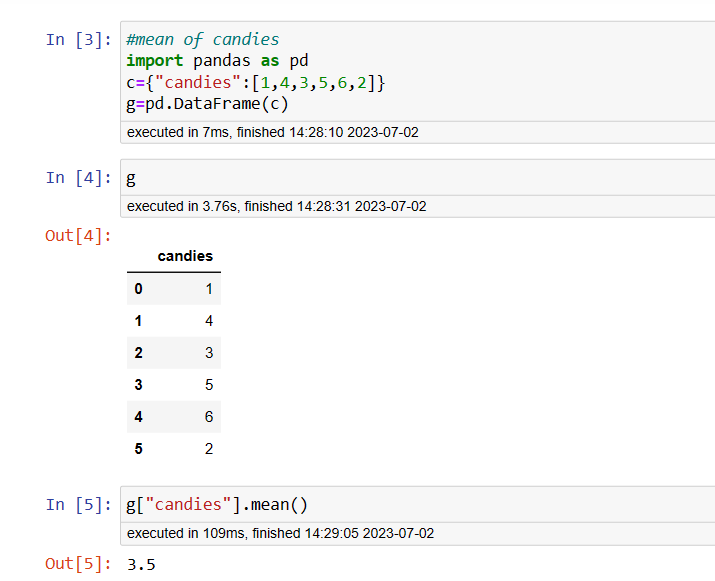 In [3]: #mean of candies
import pandas as pd
c={"candies":[1,4,3,5,6,2]}
g=pd.DataFrame(c)
executed in 7ms, finished 14:28:10 2023-07-02
In [4]: g
executed in 3.76s, finished 14:28:31 2023-07-02
Out[4]:
candies
0 1
1 4
2 3
3 5
4 6
5 2
In [5]: g["candies"].mean()
executed in 109ms, finished 14:29:05 2023-07-02
Out[5]: 3.5